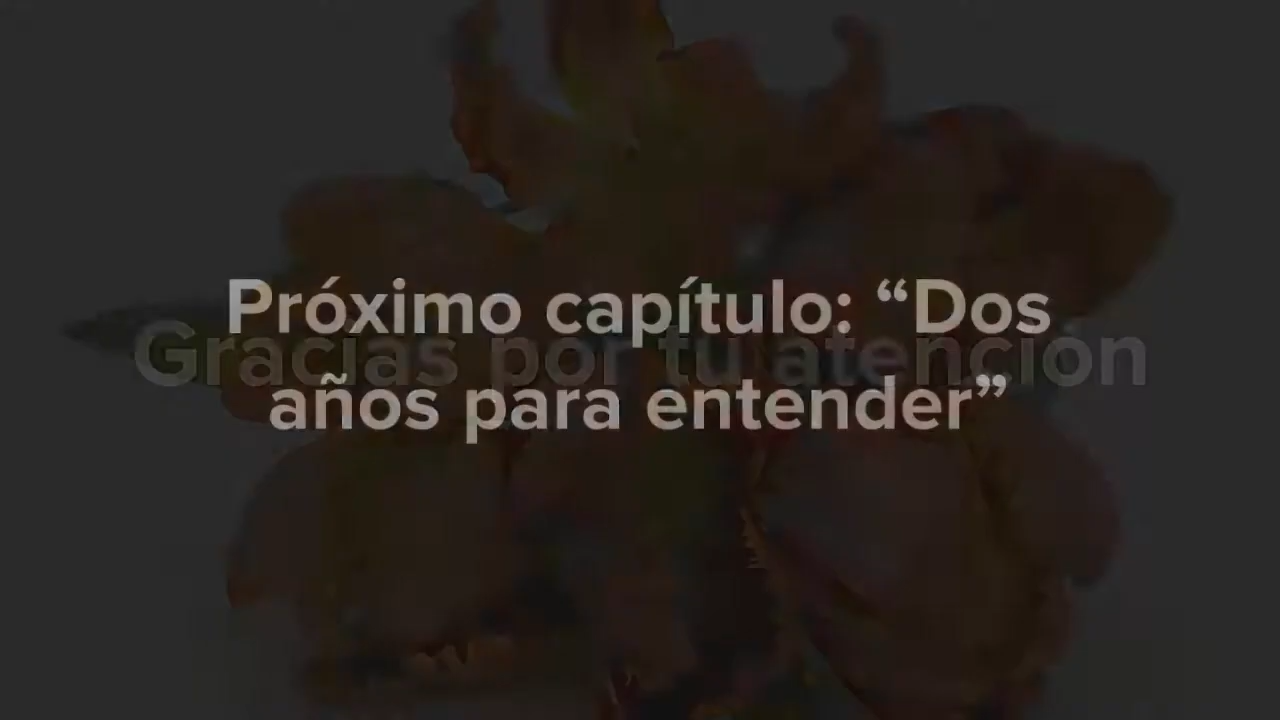 Próximo capítulo: “Dos
Gracias por tu atención
años para entender”